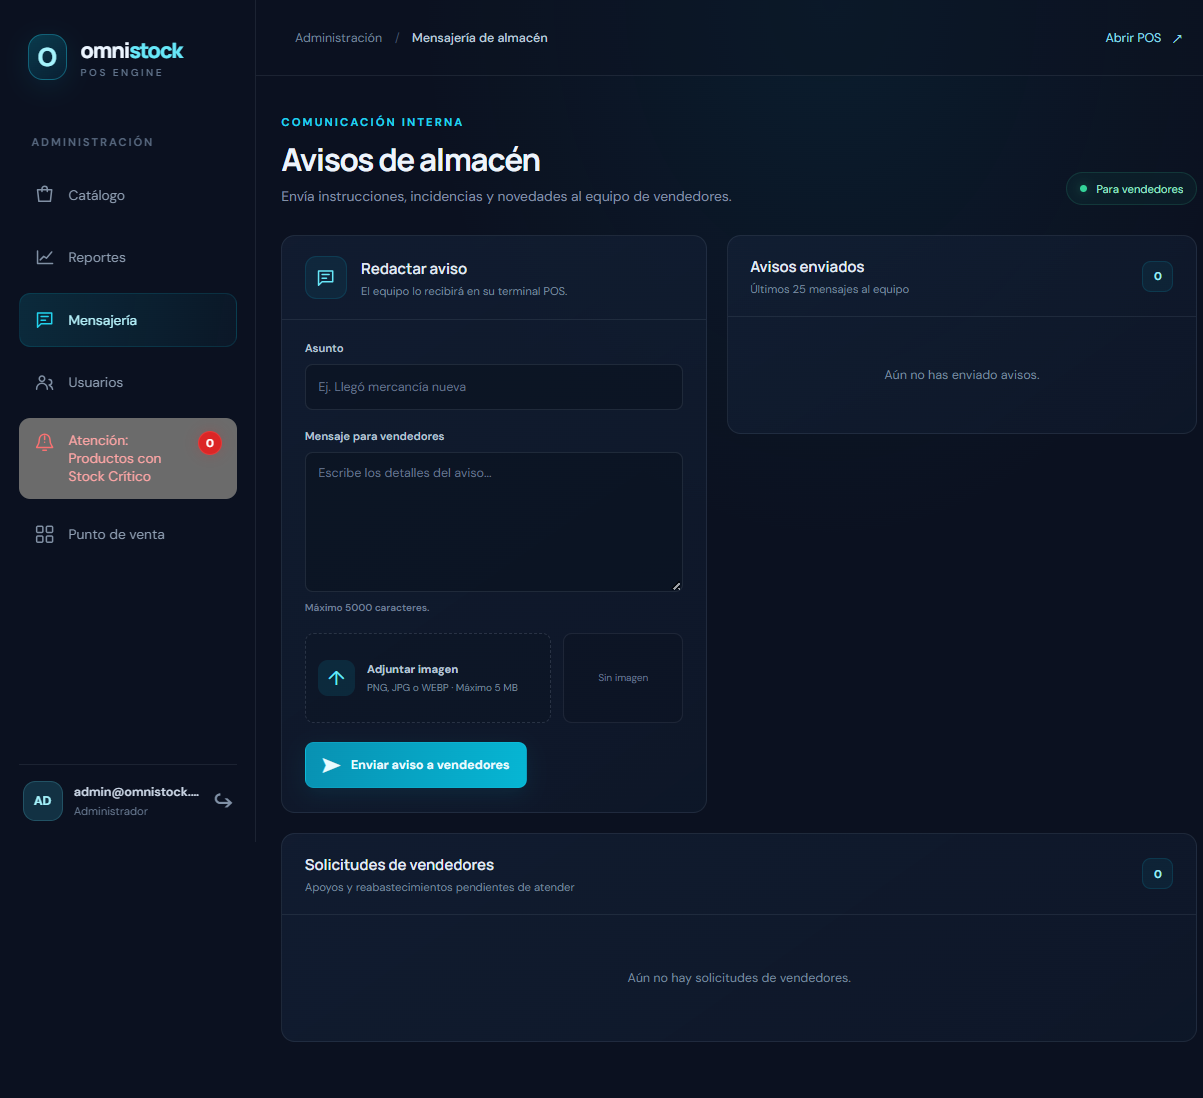 O
omnistock
POS ENGINE
ADMINISTRACIÓN
Catálogo
Reportes
Mensajería
Usuarios
Atención:
Productos con
Stock Crítico
0
Punto de venta
AD
admin@omnistock....
Administrador
Administración / Mensajería de almacén
Abrir POS ↗
COMUNICACIÓN INTERNA
Avisos de almacén
Envía instrucciones, incidencias y novedades al equipo de vendedores.
Para vendedores
Redactar aviso
El equipo lo recibirá en su terminal POS.
Asunto
Ej. Llegó mercancía nueva
Mensaje para vendedores
Escribe los detalles del aviso...
Máximo 5000 caracteres.
Adjuntar imagen
PNG, JPG o WEBP · Máximo 5 MB
Sin imagen
Enviar aviso a vendedores
Avisos enviados
Últimos 25 mensajes al equipo
0
Aún no has enviado avisos.
Solicitudes de vendedores
Apoyos y reabastecimientos pendientes de atender
0
Aún no hay solicitudes de vendedores.